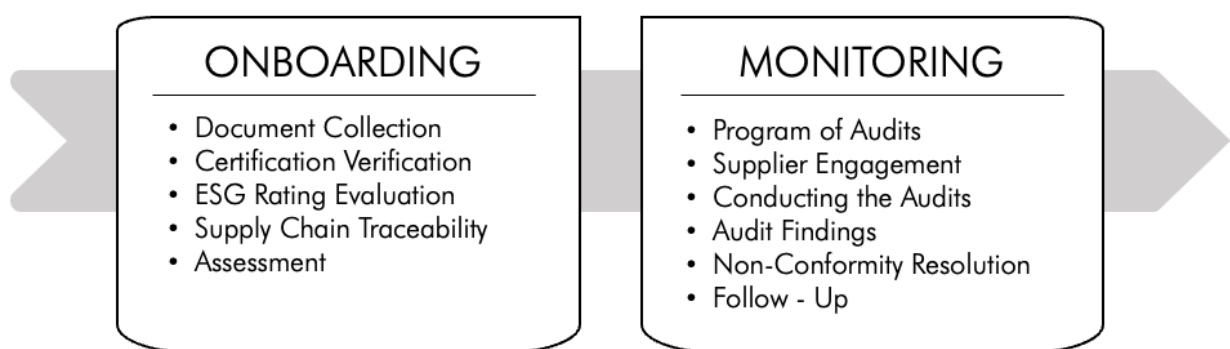 ONBOARDING
• Document Collection
• Certification Verification
• ESG Rating Evaluation
• Supply Chain Traceability
• Assessment
MONITORING
• Program of Audits
• Supplier Engagement
• Conducting the Audits
• Audit Findings
• Non-Conformity Resolution
• Follow - Up